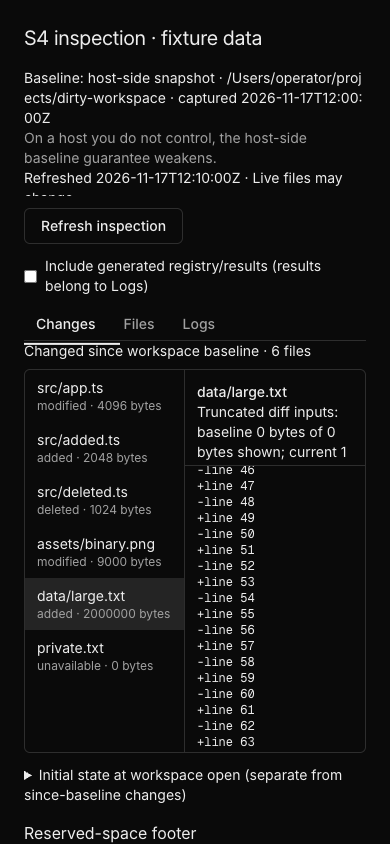 S4 inspection · fixture data
Baseline: host-side snapshot · /Users/operator/proj
ects/dirty-workspace · captured 2026-11-17T12:00:
00Z
On a host you do not control, the host-side
baseline guarantee weakens.
Refreshed 2026-11-17T12:10:00Z · Live files may
change
Refresh inspection
Include generated registry/results (results
belong to Logs)
Changes Files Logs
Changed since workspace baseline · 6 files
src/app.ts
modified · 4096 bytes
src/added.ts
added · 2048 bytes
src/deleted.ts
deleted · 1024 bytes
assets/binary.png
modified · 9000 bytes
data/large.txt
added · 2000000 bytes
private.txt
unavailable · 0 bytes
data/large.txt
Truncated diff inputs:
baseline 0 bytes of 0
bytes shown; current 1
-line 46
+line 47
-line 48
+line 49
-line 50
+line 51
-line 52
+line 53
-line 54
+line 55
-line 56
+line 57
-line 58
+line 59
-line 60
+line 61
-line 62
+line 63
Initial state at workspace open (separate from
since-baseline changes)
Reserved-space footer